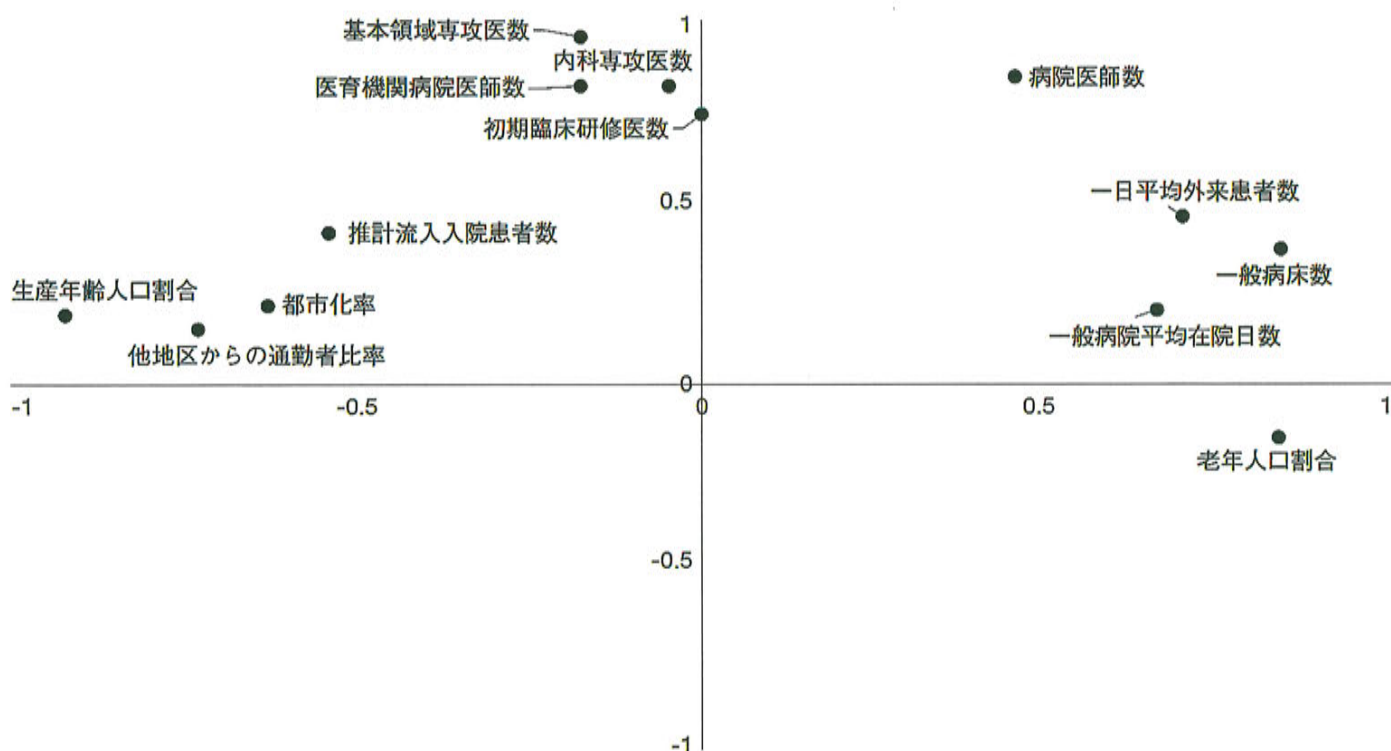 1
基本領域専攻医数
内科専攻医数
医育機関病院医師数
病院医師数
初期臨床研修医数
一日平均外来患者数
0.5
推計流入入院患者数
一般病床数
生産年齢人口割合
都市化率
一般病院平均在院日数
他地区からの通勤者比率
0
-1
-0.5
0
0.5
1
老年人口割合
-0.5
-1